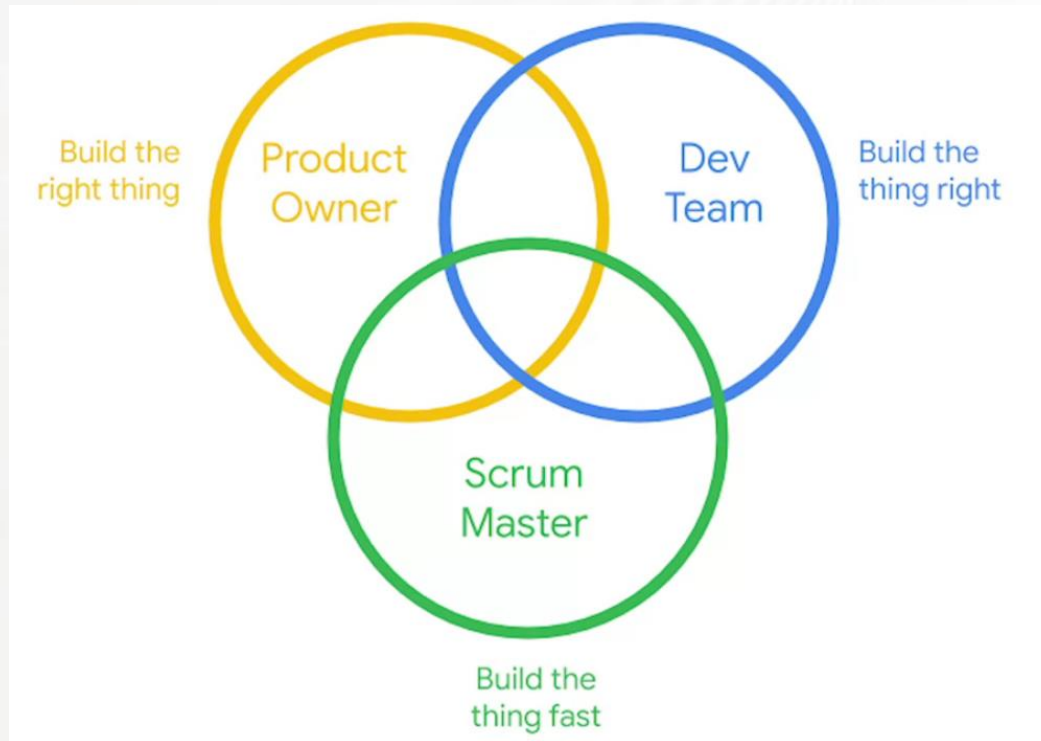 Build the
right thing
Product
Owner
Dev
Team
Build the
thing right
Scrum
Master
Build the
thing fast